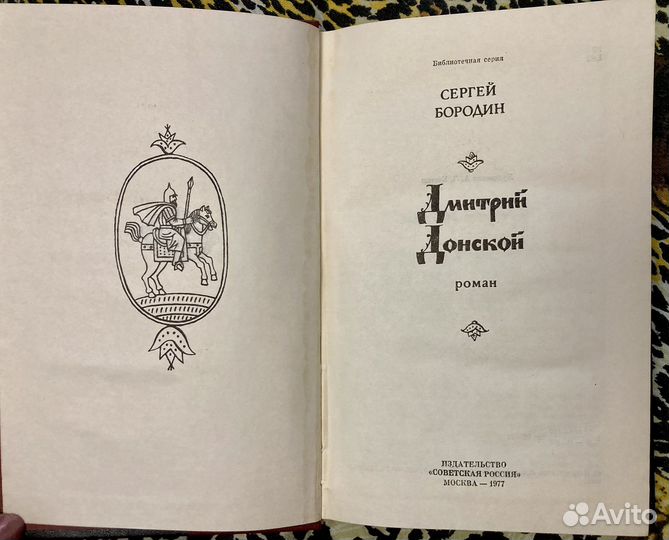 Библиотечная серия
СЕРГЕЙ
БОРОДИН
Дмитрий
Донской
роман
ИЗДАТЕЛЬСТВО
«СОВЕТСКАЯ РОССИЯ»
МОСКВА — 1977
Avito